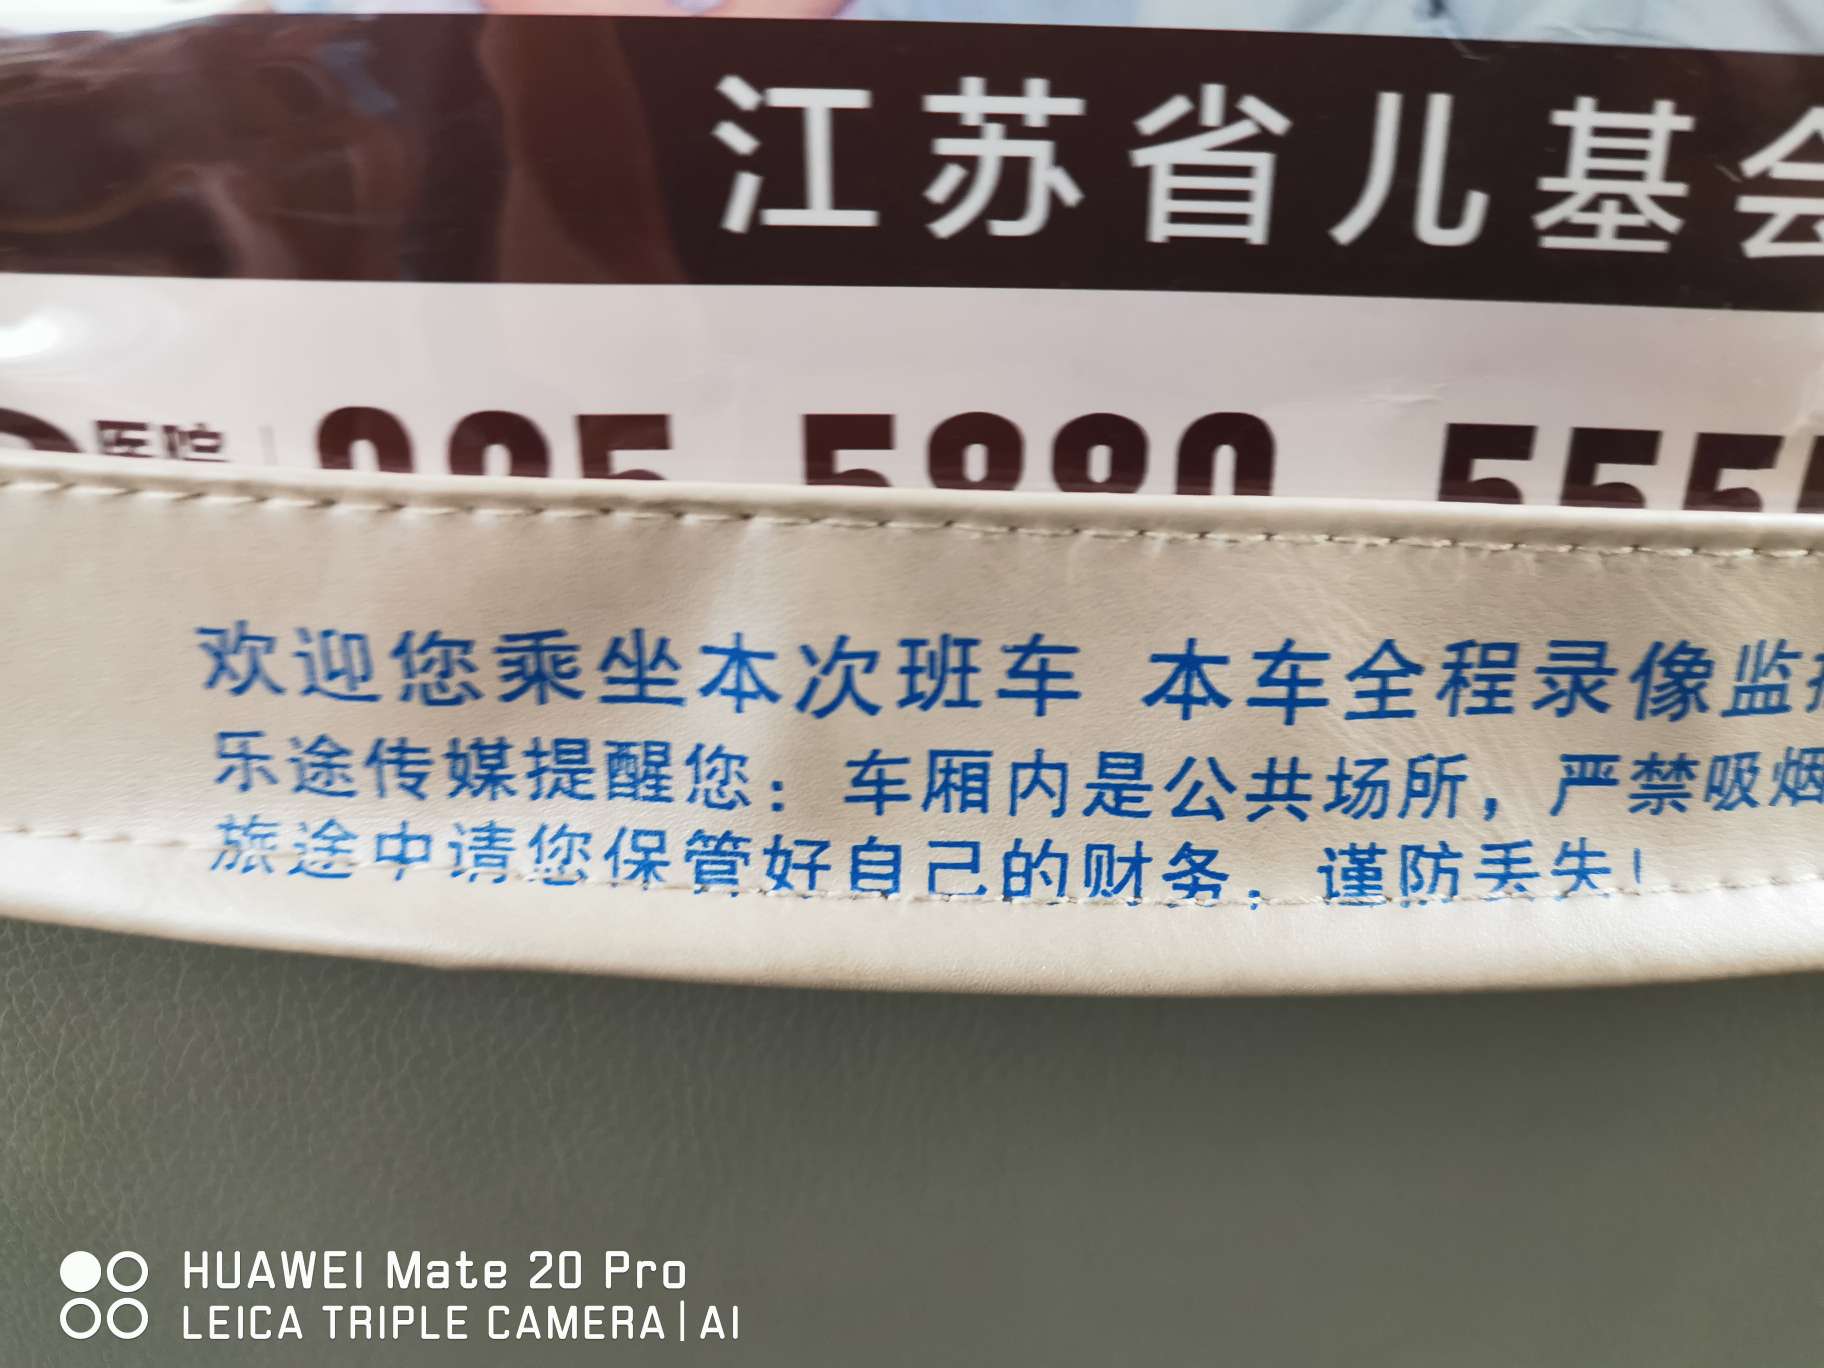 江苏省儿基会
医院
欢迎您乘坐本次班车 本车全程录像监
乐途传媒提醒您：车厢内是公共场所，严禁吸烟
旅途中请您保管好自己的财务，谨防丢失！
HUAWEI Mate 20 Pro
LEICA TRIPLE CAMERA|AI